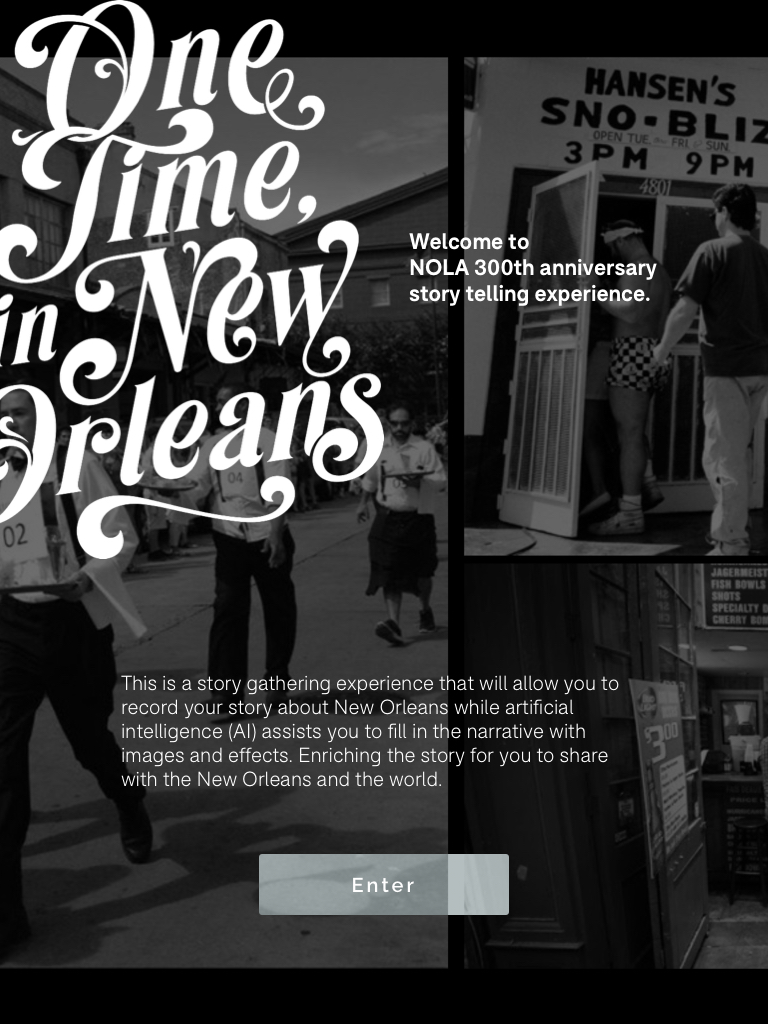 One
Time,
in New
Orleans
HANSEN'S
SNO-BLIZ
OPEN TUE. FRI. SUN.
3PM 9PM
4801
Welcome to
NOLA 300th anniversary
story telling experience.
04
02
JAGERMEIST
FISH BOWLS
SHOTS
SPECIALTY D
CHERRY BOM
This is a story gathering experience that will allow you to
record your story about New Orleans while artificial
intelligence (AI) assists you to fill in the narrative with
images and effects. Enriching the story for you to share
with the New Orleans and the world.
3 00
Enter